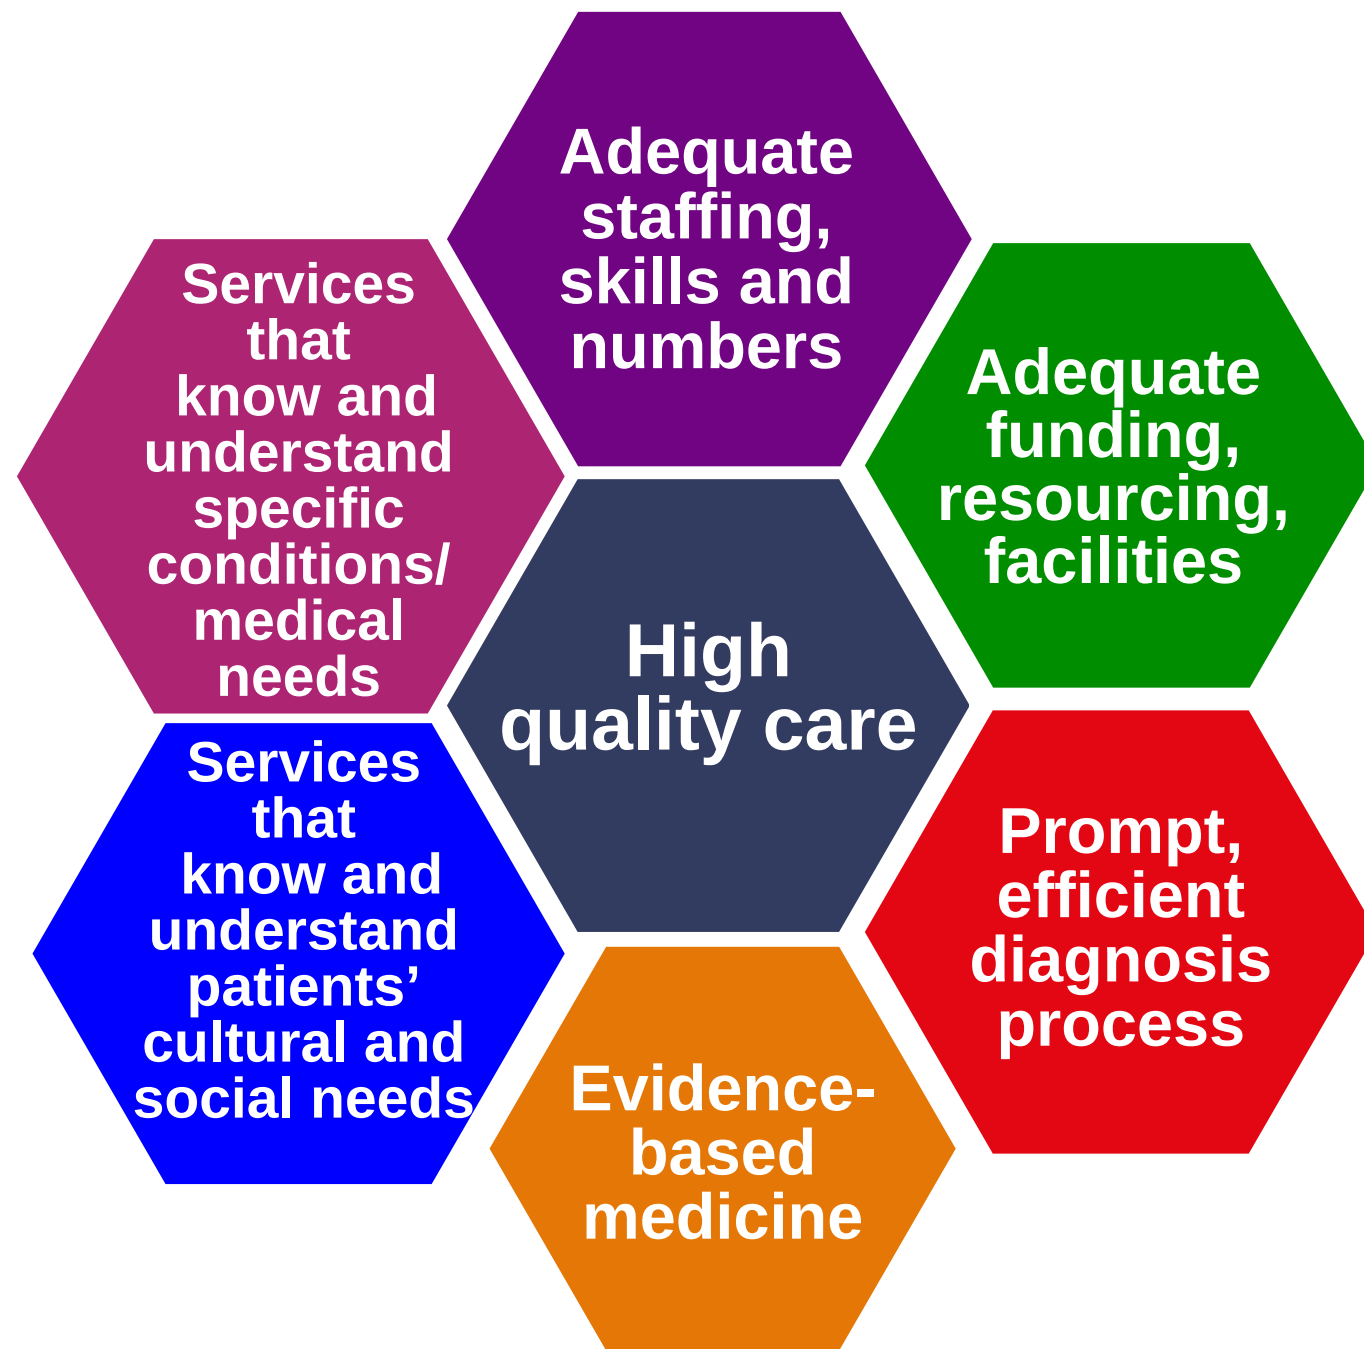 Adequate
staffing,
skills and
numbers
Services
that
know and
understand
specific
conditions/
medical
needs
Adequate
funding,
resourcing,
facilities
High
quality care
Services
that
know and
understand
patients’
cultural and
social needs
Prompt,
efficient
diagnosis
process
Evidence-
based
medicine